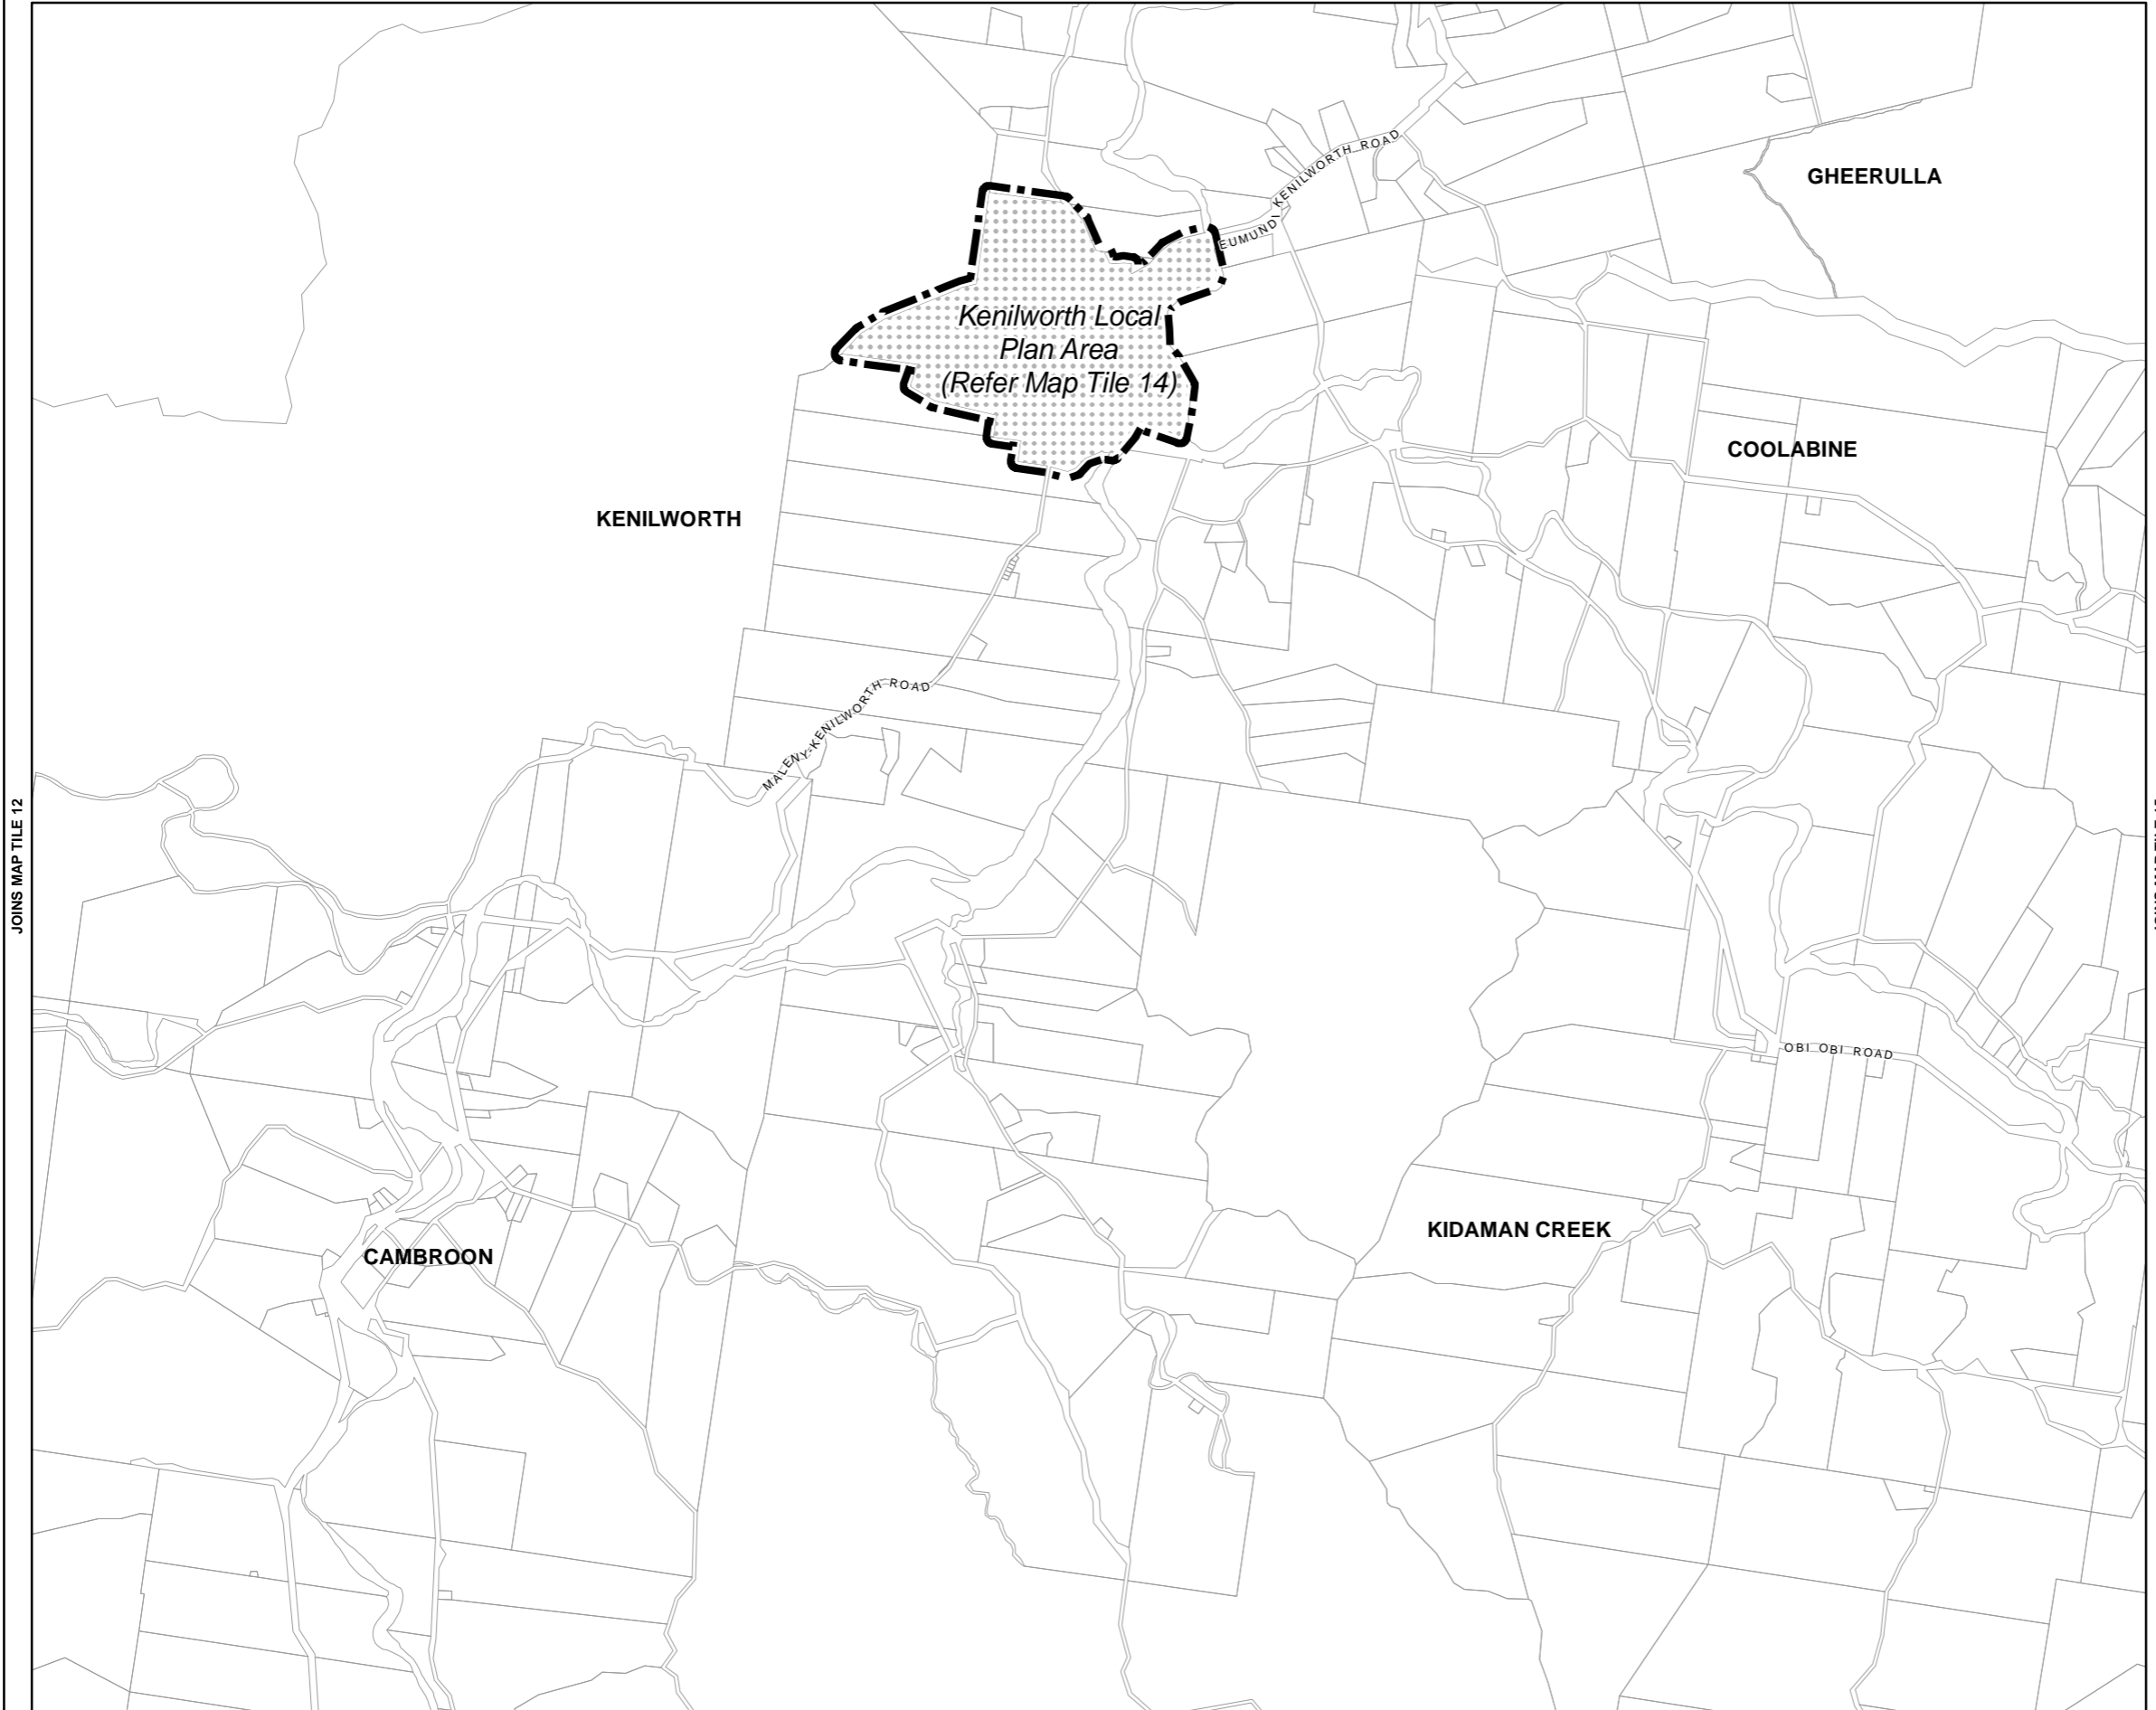 EUMUNDI KENILWORTH ROAD
GHEERULLA
Kenilworth Local
Plan Area
(Refer Map Tile 14)
COOLABINE
KENILWORTH
MALENY-KENILWORTH ROAD
JOINS MAP TILE 12
OBI OBI ROAD
KIDAMAN CREEK
CAMBROON